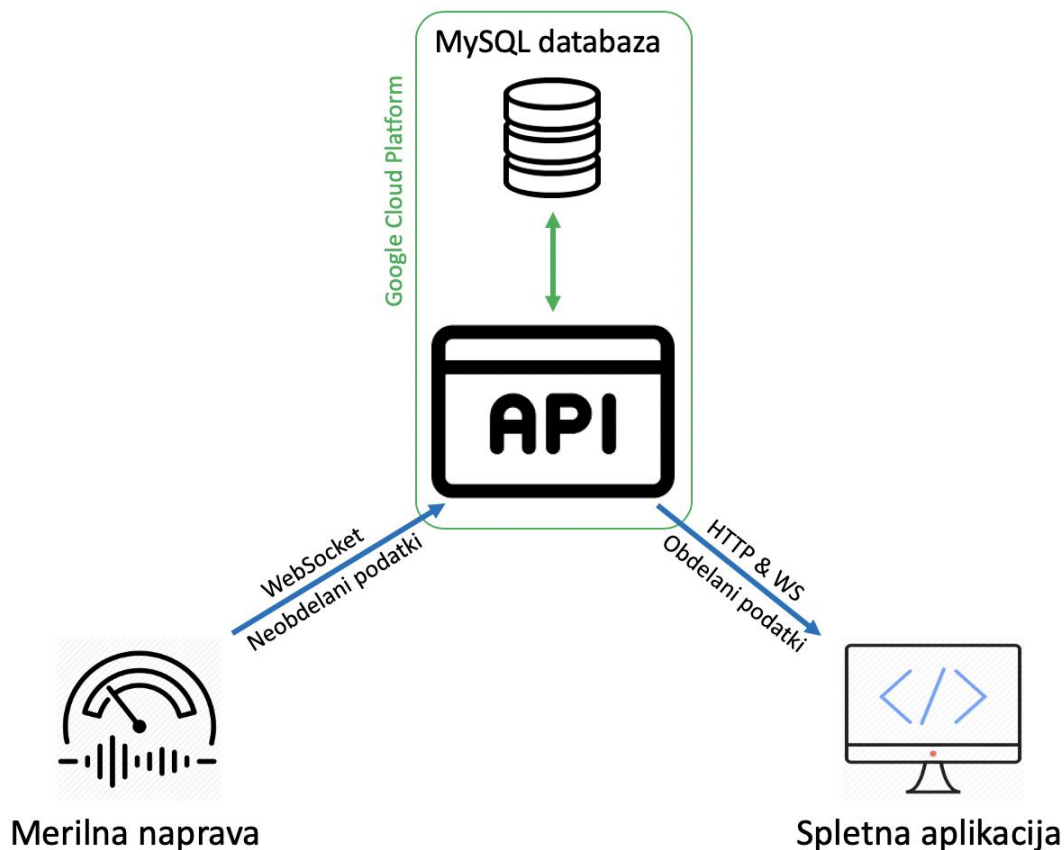 MySQL databaza
Google Cloud Platform
API
WebSocket
Neobdelani podatki
HTTP & WS
Obdelani podatki
Merilna naprava
Spletna aplikacija